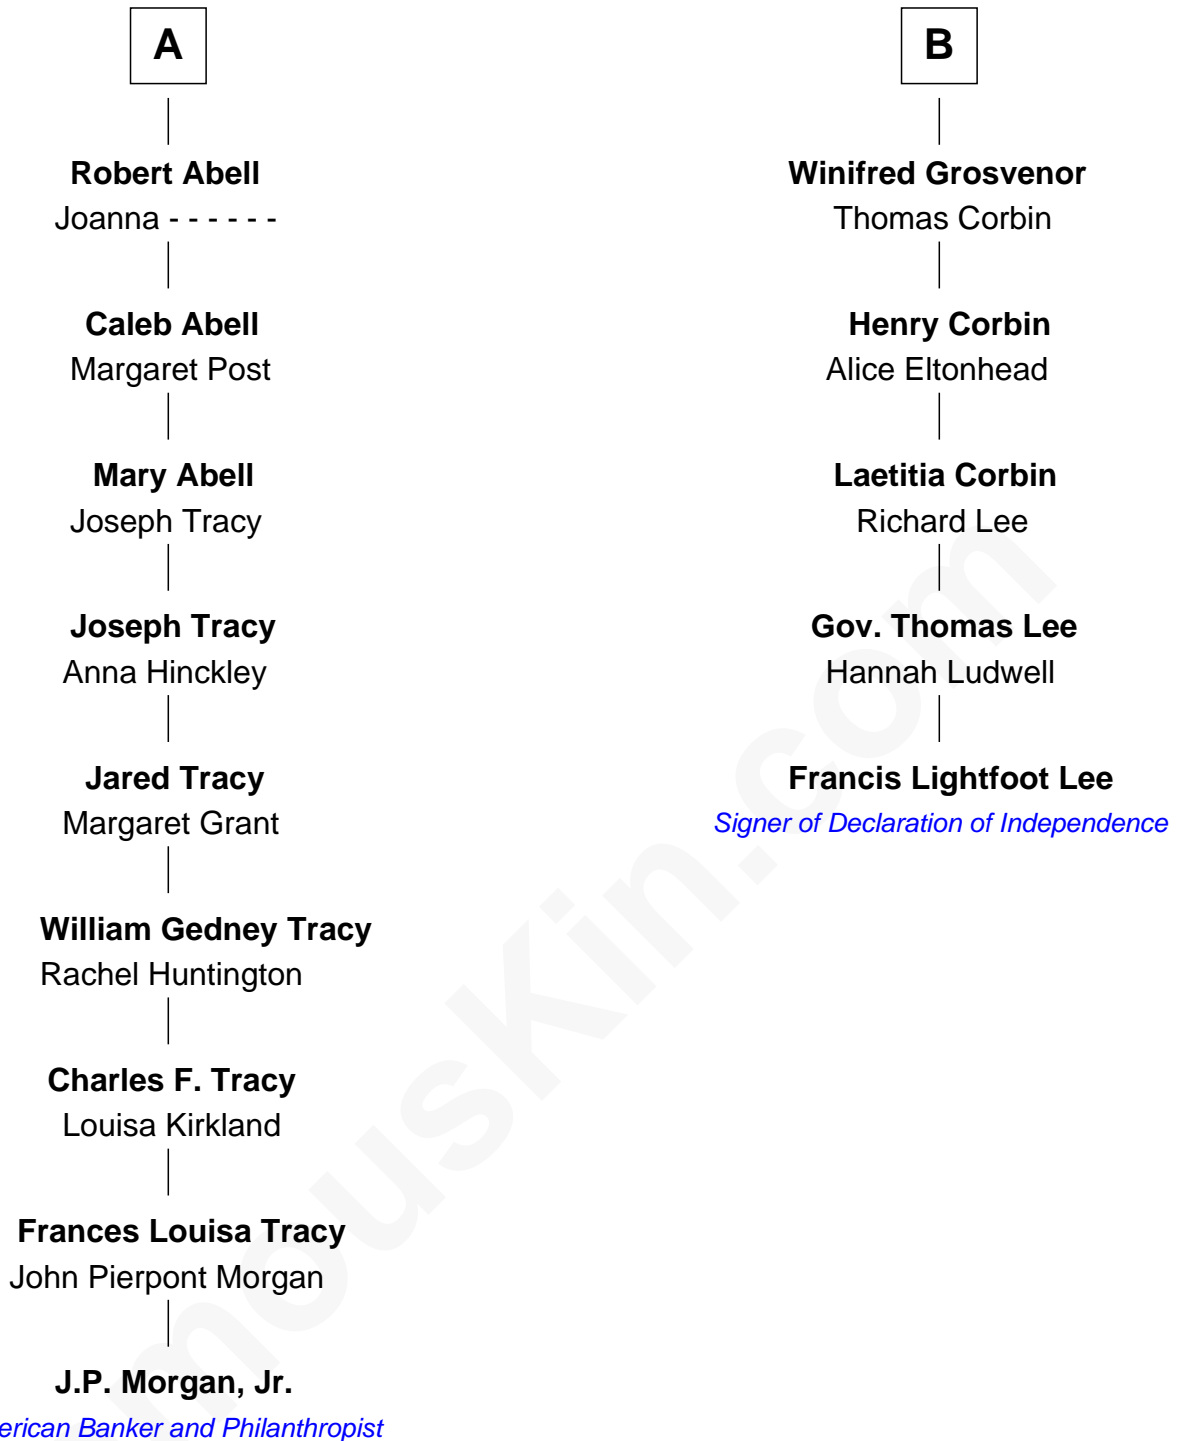 A
Robert Abell
Joanna - - - - - -
Caleb Abell
Margaret Post
Mary Abell
Joseph Tracy
Joseph Tracy
Anna Hinckley
Jared Tracy
Margaret Grant
William Gedney Tracy
Rachel Huntington
Charles F. Tracy
Louisa Kirkland
Frances Louisa Tracy
John Pierpont Morgan
J.P. Morgan, Jr.
erican Banker and Philanthropist
B
Winifred Grosvenor
Thomas Corbin
Henry Corbin
Alice Eltonhead
Laetitia Corbin
Richard Lee
Gov. Thomas Lee
Hannah Ludwell
Francis Lightfoot Lee
Signer of Declaration of Independence
mouskin.com